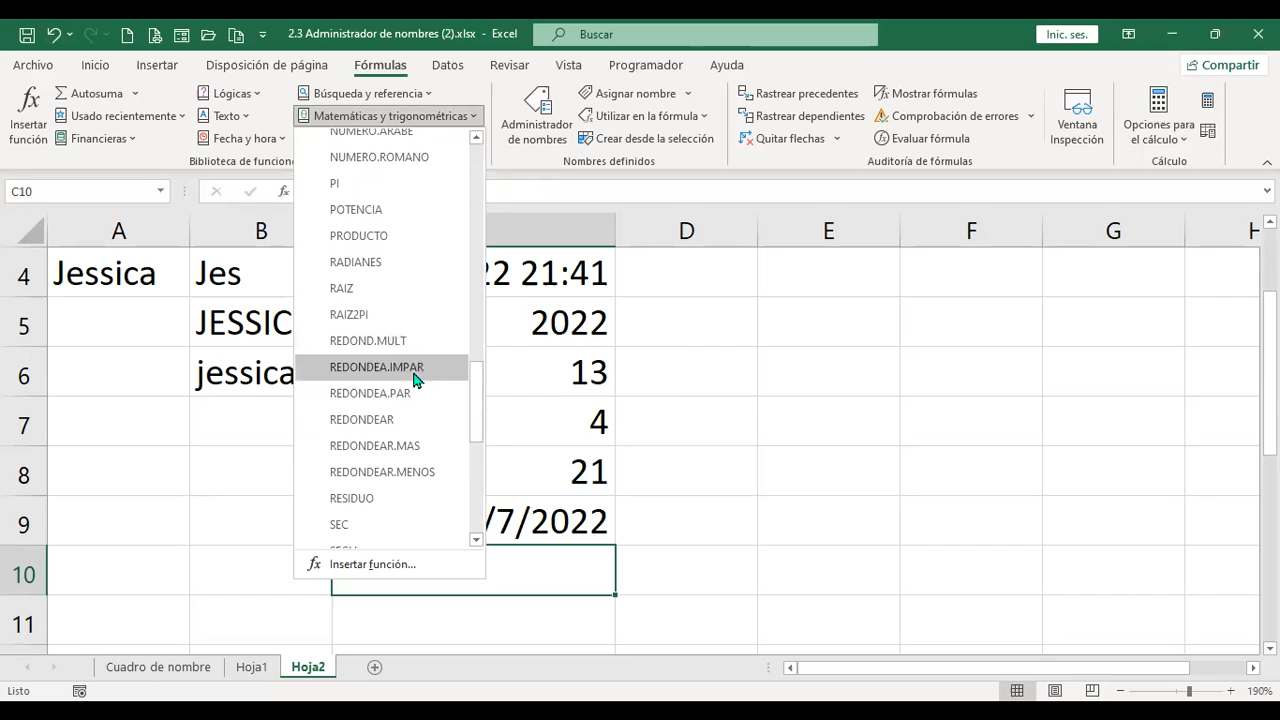 2.3 Administrador de nombres (2).xlsx - Excel
Buscar
Inic. ses.
Archivo Inicio Insertar Disposición de página Fórmulas Datos Revisar Vista Programador Ayuda
Compartir
Insertar función
Autosuma
Usado recientemente
Financieras
Lógicas
Texto
Fecha y hora
Búsqueda y referencia
Matemáticas y trigonométricas
Administrador de nombres
Asignar nombre
Utilizar en la fórmula
Crear desde la selección
Rastrear precedentes
Rastrear dependientes
Quitar flechas
Mostrar fórmulas
Comprobación de errores
Evaluar fórmula
Ventana Inspección
Opciones para el cálculo
Biblioteca de funcio
Nombres definidos
Auditoría de fórmulas
Cálculo
C10
fx
NUMERO.ARABE
NUMERO.ROMANO
PI
POTENCIA
PRODUCTO
RADIANES
RAIZ
RAIZ2PI
REDOND.MULT
REDONDEA.IMPAR
REDONDEA.PAR
REDONDEAR
REDONDEAR.MAS
REDONDEAR.MENOS
RESIDUO
SEC
fx Insertar función...
A B D E F G H
4 Jessica Jes 22 21:41
5 JESSIC 2022
6 jessica 13
7 4
8 21
9 /7/2022
10
11
Cuadro de nombre Hoja1 Hoja2
Listo
190%